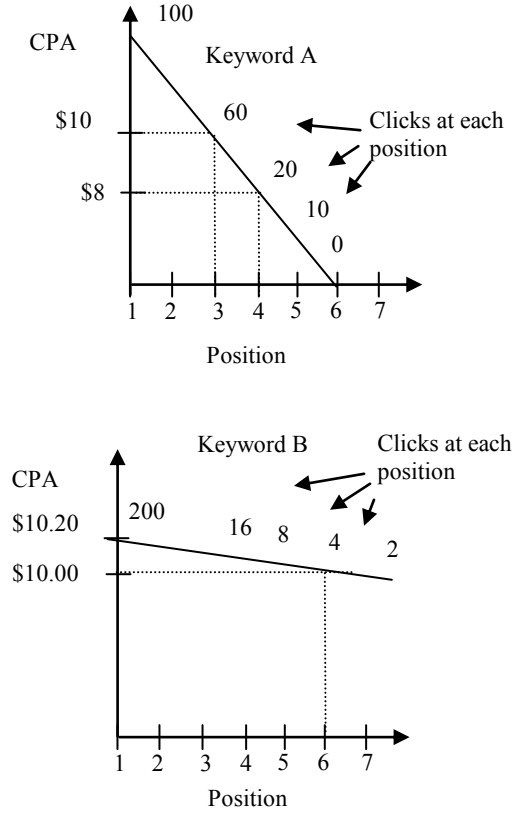 100
CPA
Keyword A
$10
60
Clicks at each
position
$8
20
10
0
1 2 3 4 5 6 7
Position
Keyword B
Clicks at each
position
CPA
200
$10.20
16 8 4 2
$10.00
1 2 3 4 5 6 7
Position